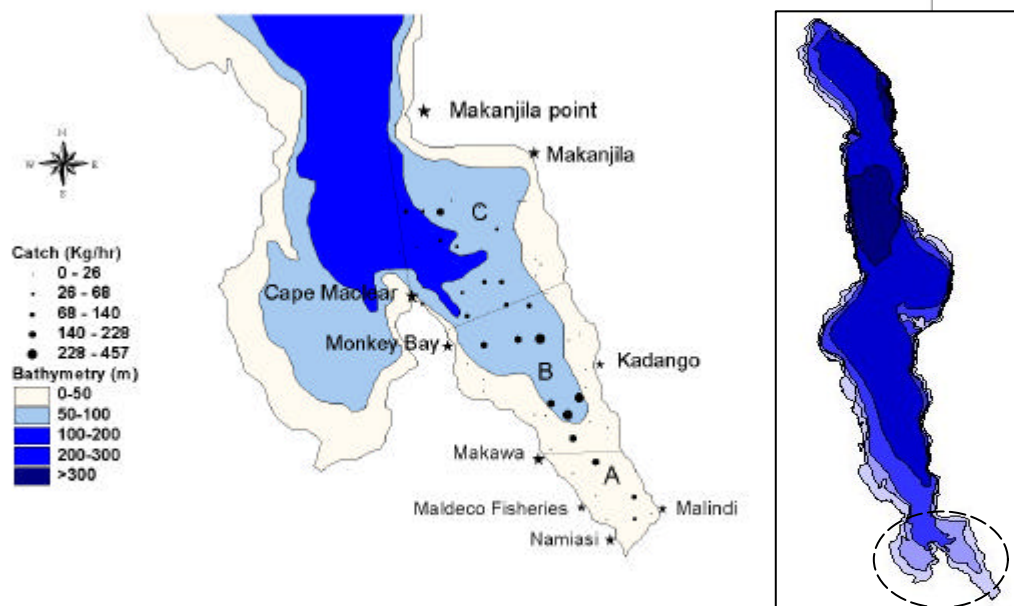 Makanjila point
Makanjila
N
W E
S
C
Catch (Kg/hr)
0 - 26
26 - 68
68 - 140
140 - 228
228 - 457
Cape Maclear
Monkey Bay
Kadango
Bathymetry (m)
0-50
50-100
100-200
200-300
>300
B
Makawa
A
Maldeco Fisheries
Malindi
Namiasi